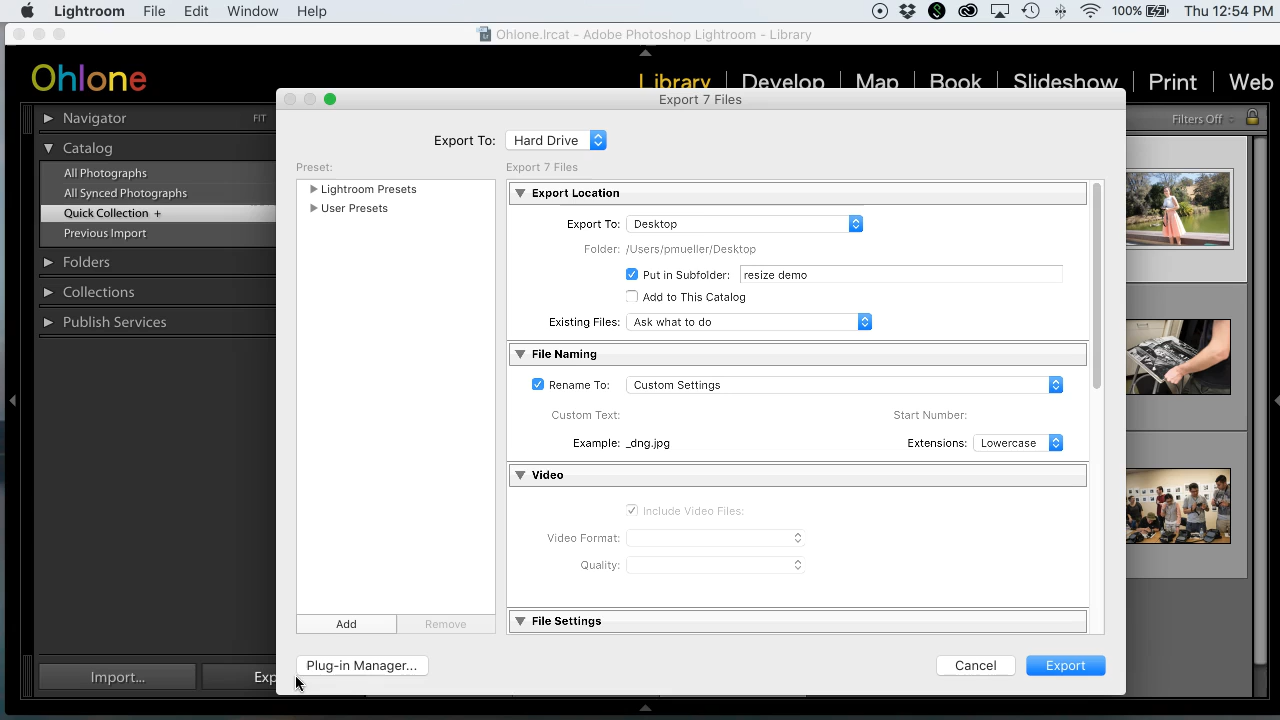 Lightroom File Edit Window Help 100% Thu 12:54 PM
Ohlone.lrcat - Adobe Photoshop Lightroom - Library
Ohlone Library Develop Map Book Slideshow Print Web
Export 7 Files
Navigator FIT
Filters Off
Export To: Hard Drive
Catalog
Preset: Export 7 Files
All Photographs
Lightroom Presets
Export Location
All Synced Photographs
User Presets
Quick Collection +
Export To: Desktop
Previous Import
Folder: /Users/pmueller/Desktop
Folders
Put in Subfolder: resize demo
Collections
Add to This Catalog
Publish Services
Existing Files: Ask what to do
File Naming
Rename To: Custom Settings
Custom Text: Start Number:
Example: _dng.jpg Extensions: Lowercase
Video
Include Video Files:
Video Format:
Quality:
File Settings
Add Remove
Plug-in Manager... Cancel Export
Import... Exp